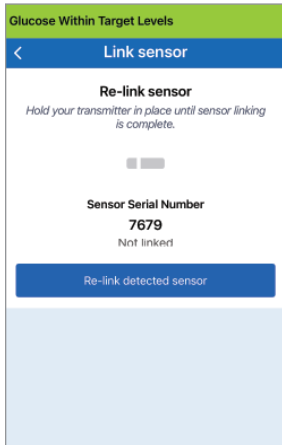 Glucose Within Target Levels
Link sensor
Re-link sensor
Hold your transmitter in place until sensor linking
is complete.
Sensor Serial Number
7679
Not linked
Re-link detected sensor